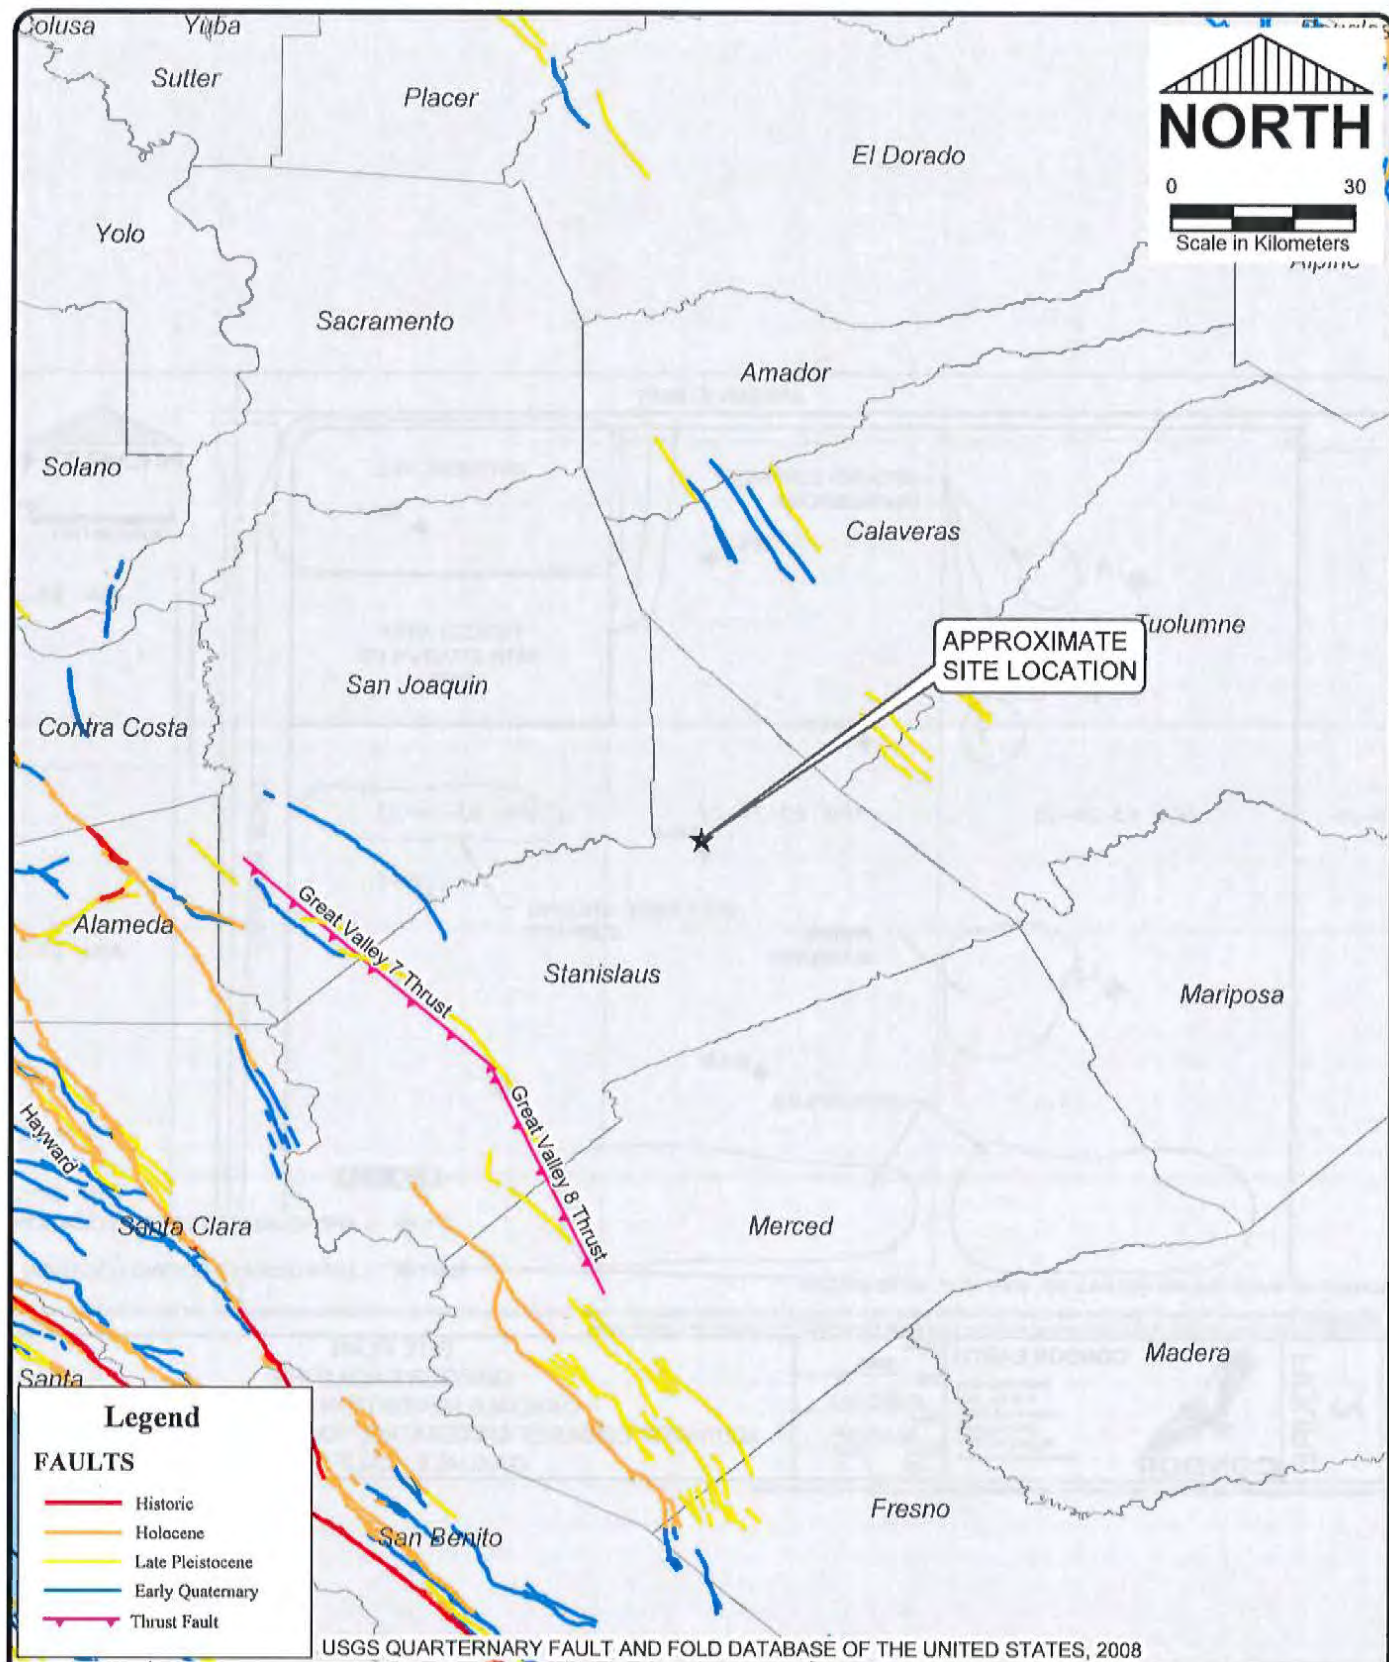 Colusa
Yuba
Sutter
Placer
El Dorado
NORTH
0 30
Scale in Kilometers
Alpine
Yolo
Sacramento
Amador
Solano
Calaveras
Tuolumne
APPROXIMATE
SITE LOCATION
San Joaquin
Contra Costa
Alameda
Great Valley 7 Thrust
Stanislaus
Mariposa
Great Valley 8 Thrust
Hayward
Santa Clara
Merced
Madera
Santa
Fresno
San Benito
Legend
FAULTS
Historic
Holocene
Late Pleistocene
Early Quaternary
Thrust Fault
USGS QUARTERNARY FAULT AND FOLD DATABASE OF THE UNITED STATES, 2008